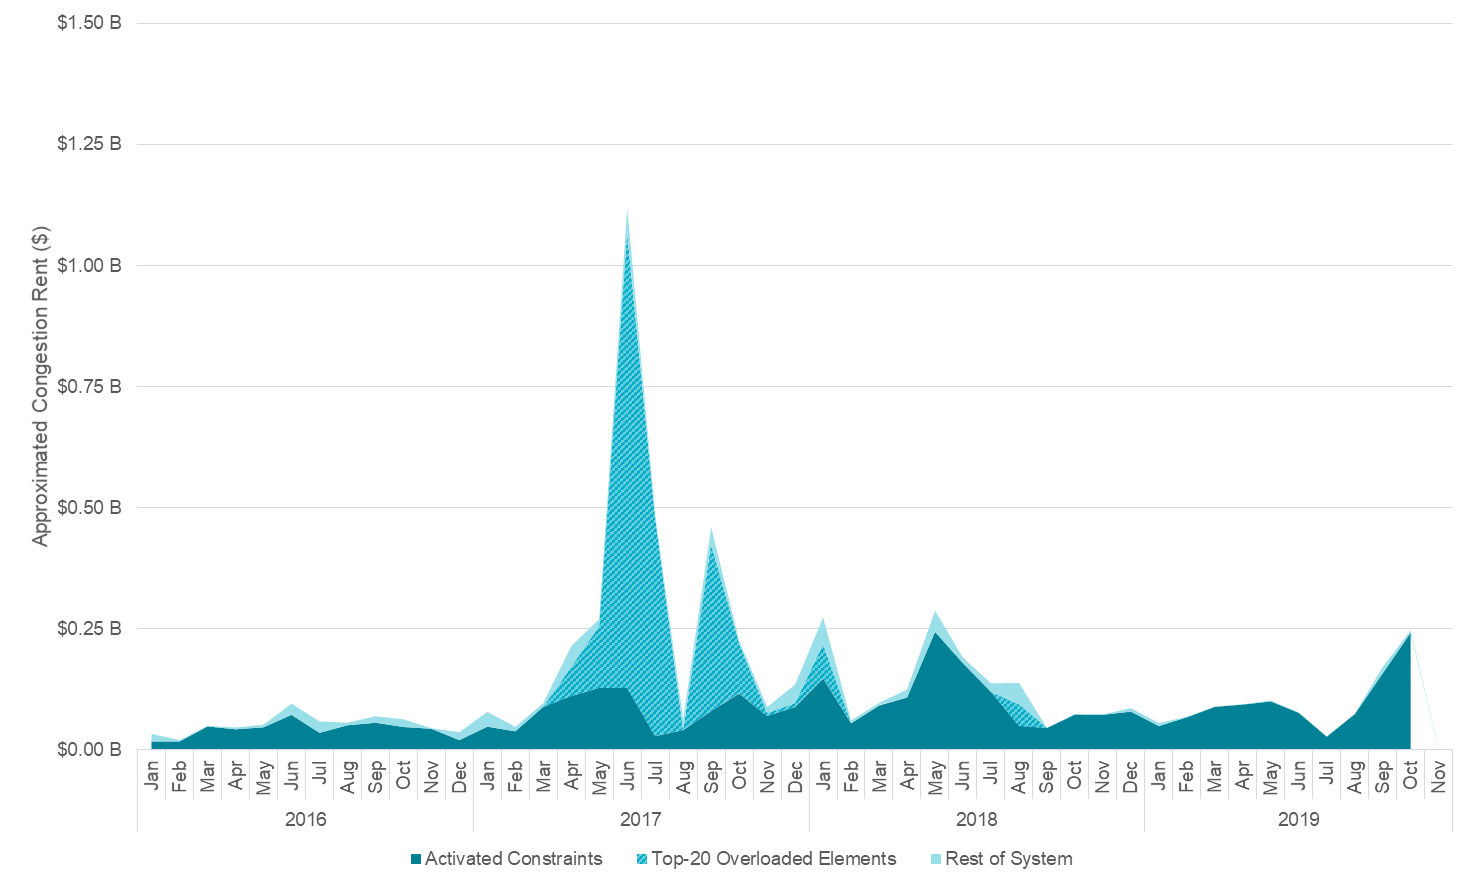 $1.50 B
$1.25 B
$1.00 B
$0.75 B
$0.50 B
$0.25 B
$0.00 B
Approximated Congestion Rent ($)
Jan Feb Mar Apr May Jun Jul Aug Sep Oct Nov Dec Jan Feb Mar Apr May Jun Jul Aug Sep Oct Nov Dec Jan Feb Mar Apr May Jun Jul Aug Sep Oct Nov Dec Jan Feb Mar Apr May Jun Jul Aug Sep Oct Nov
2016 2017 2018 2019
Activated Constraints Top-20 Overloaded Elements Rest of System